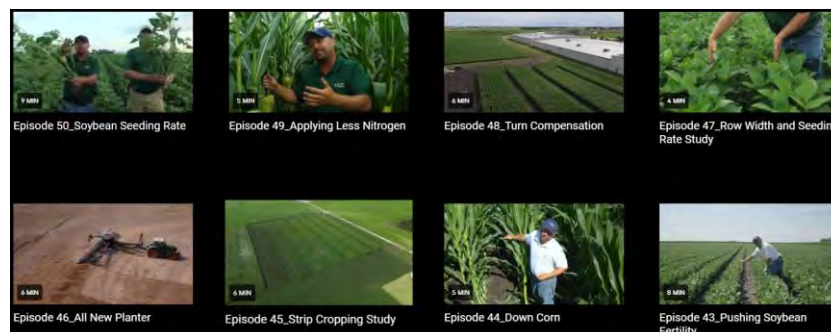 9 MIN
5 MIN
6 MIN
4 MIN
Episode 50_Soybean Seeding Rate
Episode 49_Applying Less Nitrogen
Episode 48_Turn Compensation
Episode 47_Row Width and Seedin
Rate Study
6 MIN
6 MIN
5 MIN
8 MIN
Episode 46_All New Planter
Episode 45_Strip Cropping Study
Episode 44_Down Corn
Episode 43_Pushing Soybean
Fertility